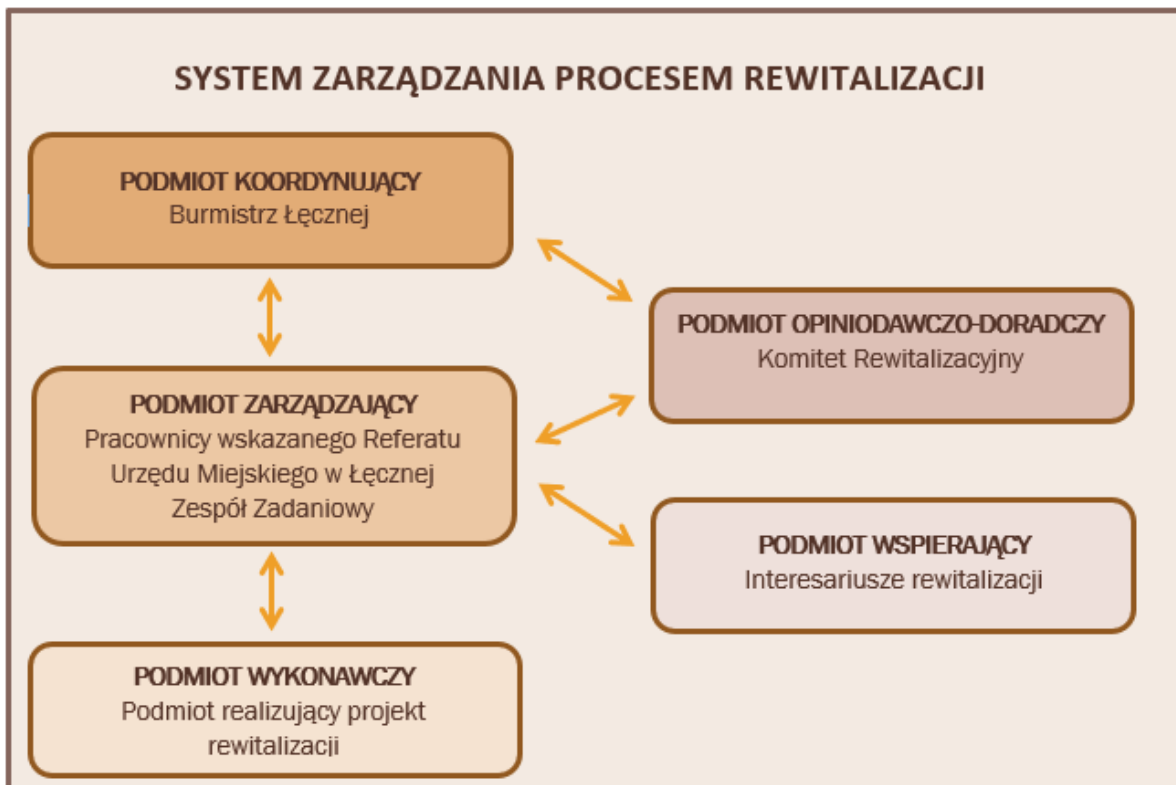 SYSTEM ZARZĄDZANIA PROCESEM REWITALIZACJI
PODMIOT KOORDYNUJĄCY
Burmistrz Łęcznej
PODMIOT OPINIODAWCZO-DORADCZY
Komitet Rewitalizacyjny
PODMIOT ZARZĄDZAJĄCY
Pracownicy wskazanego Referatu
Urzędu Miejskiego w Łęcznej
Zespół Zadaniowy
PODMIOT WSPIERAJĄCY
Interesariusze rewitalizacji
PODMIOT WYKONAWCZY
Podmiot realizujący projekt
rewitalizacji